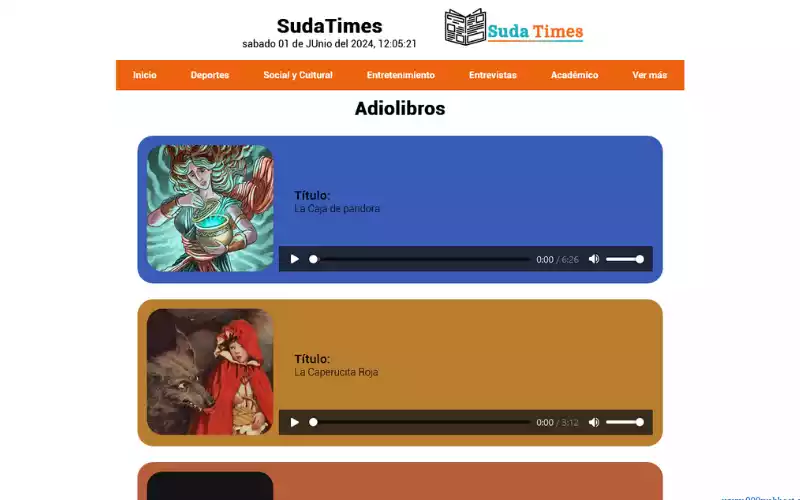 SudaTimes
sabado 01 de JUnio del 2024, 12:05:21
Suda Times
Inicio Deportes Social y Cultural Entretenimiento Entrevistas Académico Ver más
Adiolibros
Título:
La Caja de pandora
0:00 / 6:26
Título:
La Caperucita Roja
0:00 / 3:12